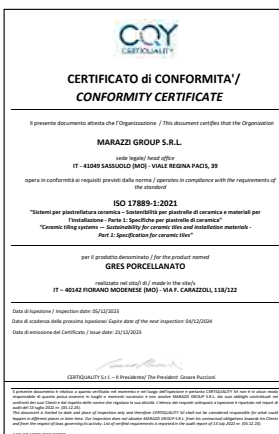 CQY
CERTIQUALITY
CERTIFICATO di CONFORMITA'/
CONFORMITY CERTIFICATE
Il presente documento attesta che l'Organizzazione / This document certifies that the Organization
MARAZZI GROUP S.R.L.
sede legale/ head office
IT - 41049 SASSUOLO (MO) - VIALE REGINA PACIS, 39
opera in conformità ai requisiti previsti dalla norma / operates in compliance with the requirements of
the standard
ISO 17889-1:2021
"Sistemi per piastrellatura ceramica – Sostenibilità per piastrelle di ceramica e materiali per
l'installazione - Parte 1: Specifiche per piastrelle di ceramica"
"Ceramic tiling systems — Sustainability for ceramic tiles and installation materials -
Part 1: Specification for ceramic tiles"
per il prodotto denominato / for the product named
GRES PORCELLANATO
realizzato nel sito/i di / made in the site/s
IT – 40142 FIORANO MODENESE (MO) - VIA F. CARAZZOLI, 118/122
Data di ispezione / Inspection date: 05/12/2023
Data di scadenza della prossima ispezione/ Expire date of the next inspection: 04/12/2024
Data di emissione del Certificato / Issue date: 21/12/2023
CERTIQUALITY S.r.l. – Il Presidente/ The President Cesare Puccioni